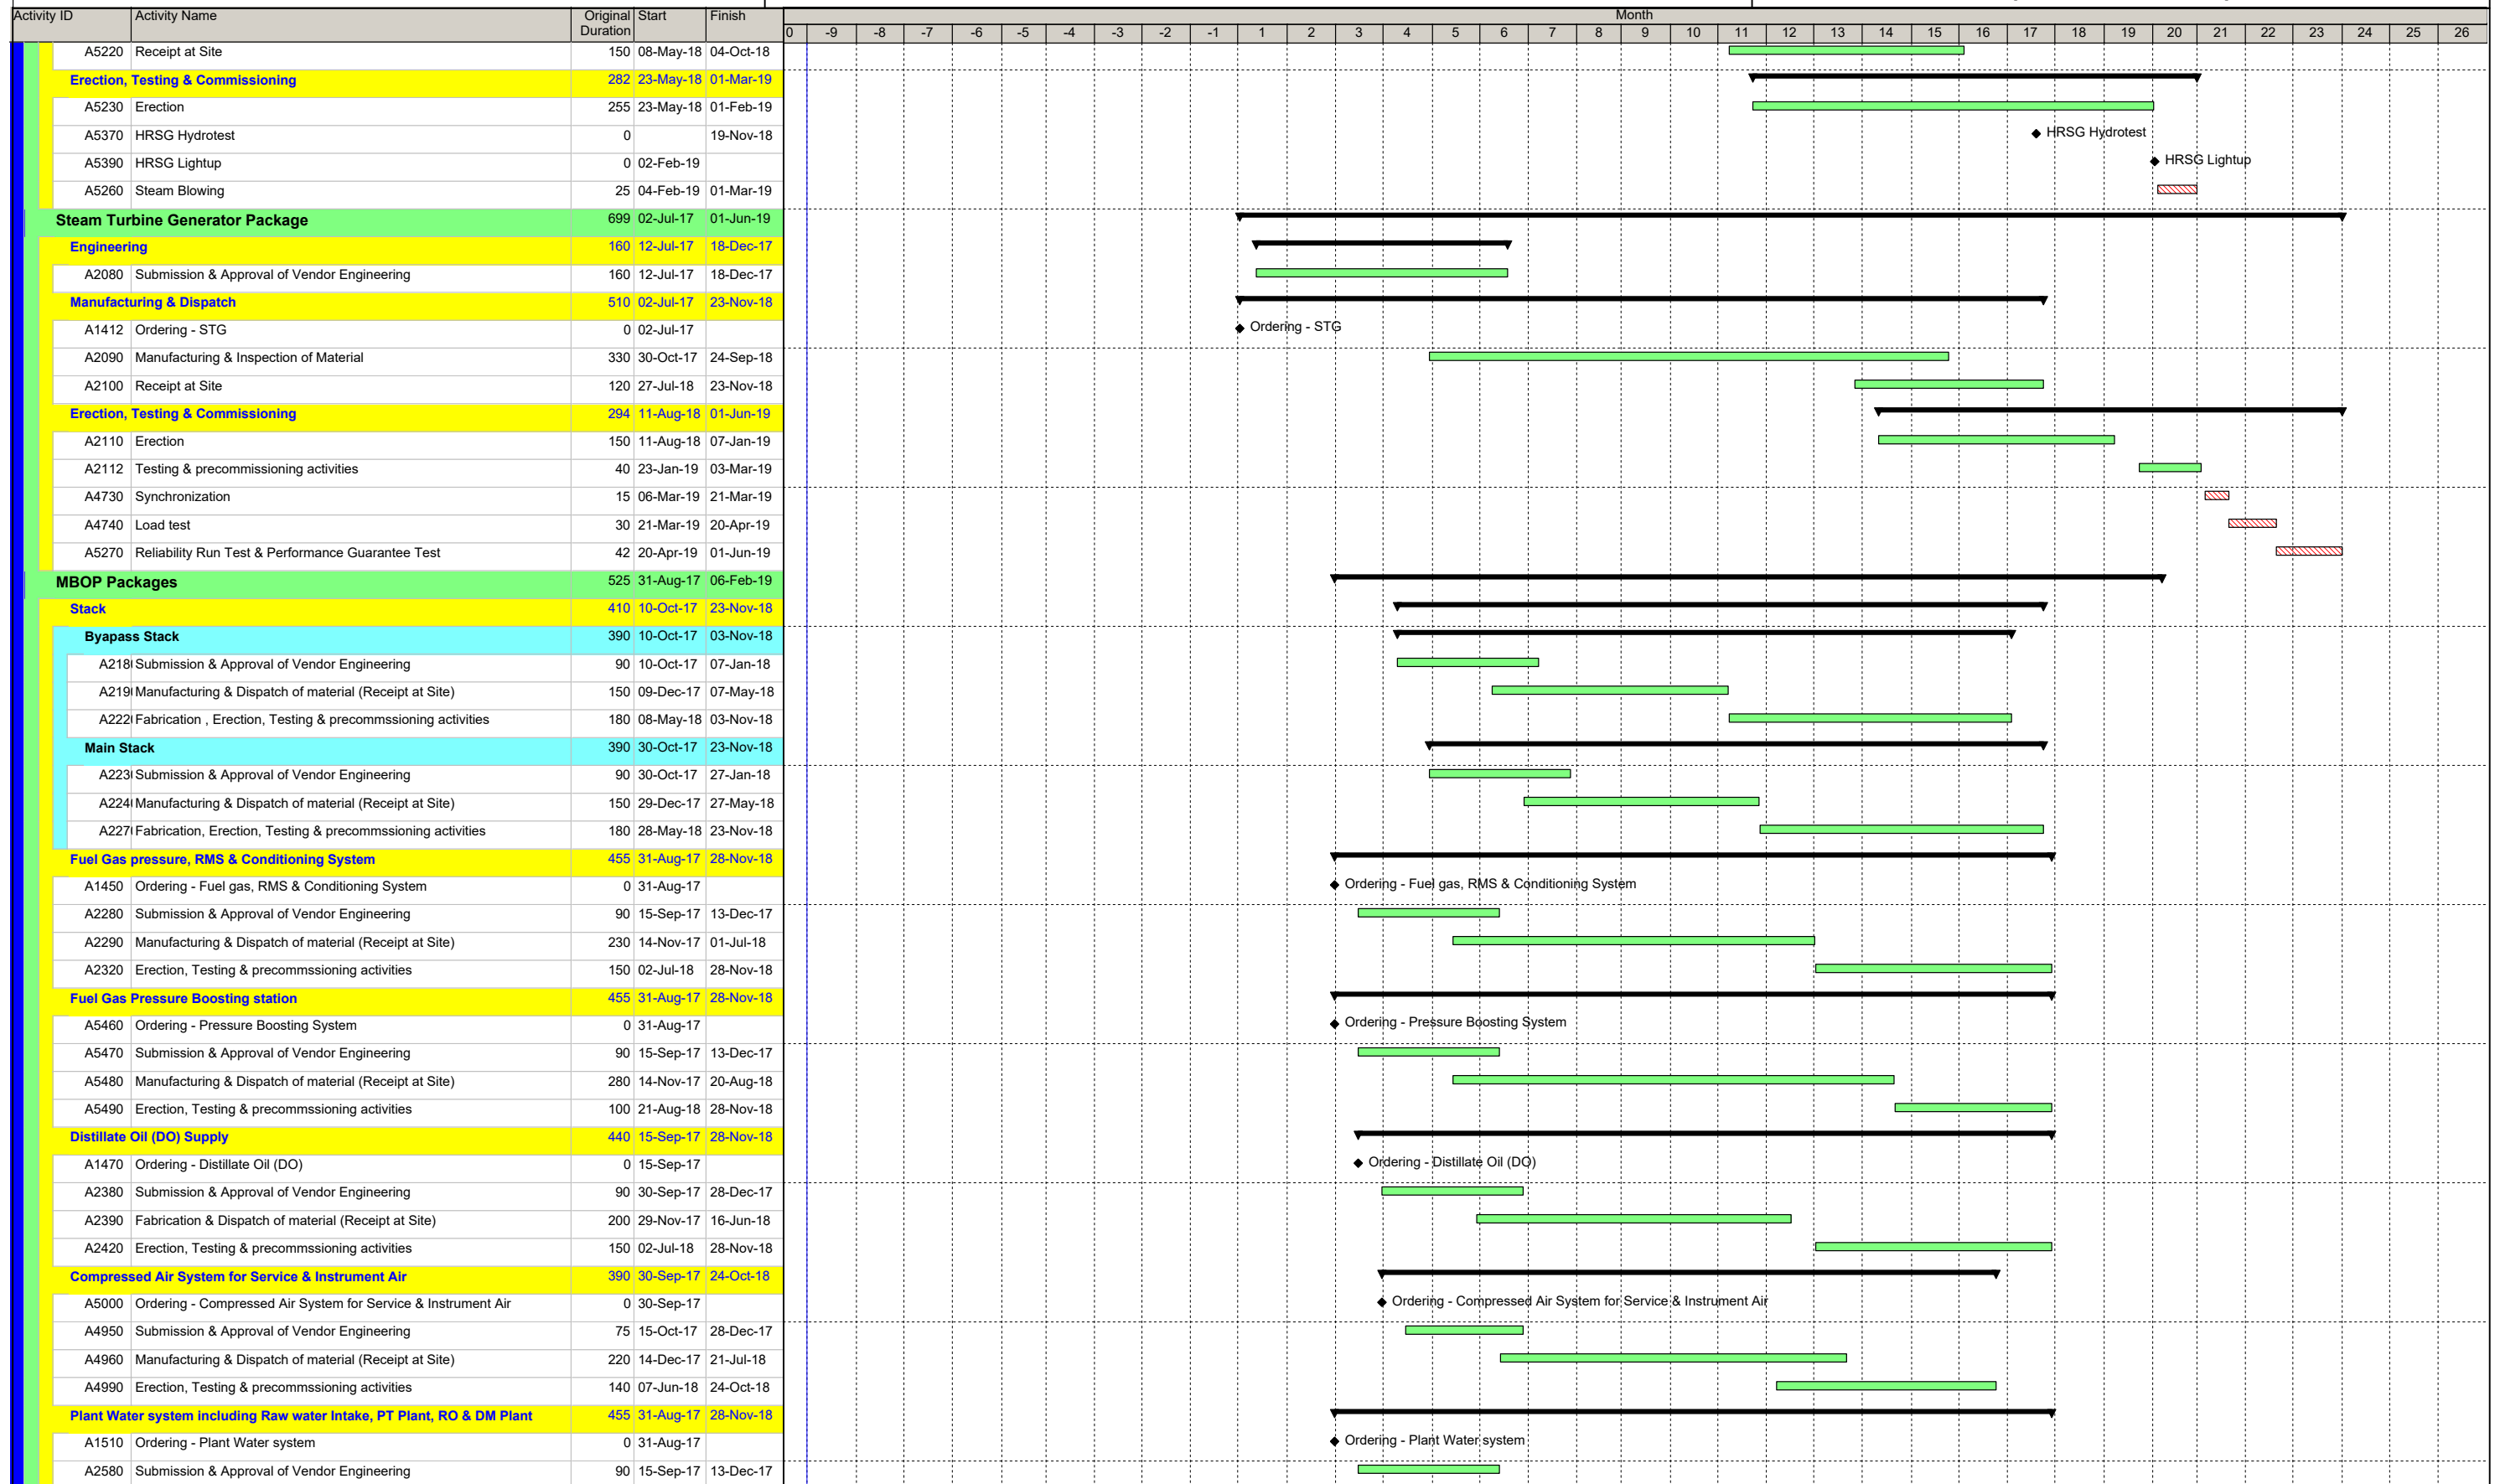 Activity ID Activity Name Original Duration Start Finish Month
0 -9 -8 -7 -6 -5 -4 -3 -2 -1 1 2 3 4 5 6 7 8 9 10 11 12 13 14 15 16 17 18 19 20 21 22 23 24 25 26
A5220 Receipt at Site 150 08-May-18 04-Oct-18
Erection, Testing & Commissioning 282 23-May-18 01-Mar-19
A5230 Erection 255 23-May-18 01-Feb-19
A5370 HRSG Hydrotest 0 19-Nov-18 HRSG Hydrotest
A5390 HRSG Lightup 0 02-Feb-19 HRSG Lightup
A5260 Steam Blowing 25 04-Feb-19 01-Mar-19
Steam Turbine Generator Package 699 02-Jul-17 01-Jun-19
Engineering 160 12-Jul-17 18-Dec-17
A2080 Submission & Approval of Vendor Engineering 160 12-Jul-17 18-Dec-17
Manufacturing & Dispatch 510 02-Jul-17 23-Nov-18
A1412 Ordering - STG 0 02-Jul-17 Ordering - STG
A2090 Manufacturing & Inspection of Material 330 30-Oct-17 24-Sep-18
A2100 Receipt at Site 120 27-Jul-18 23-Nov-18
Erection, Testing & Commissioning 294 11-Aug-18 01-Jun-19
A2110 Erection 150 11-Aug-18 07-Jan-19
A2112 Testing & precommissioning activities 40 23-Jan-19 03-Mar-19
A4730 Synchronization 15 06-Mar-19 21-Mar-19
A4740 Load test 30 21-Mar-19 20-Apr-19
A5270 Reliability Run Test & Performance Guarantee Test 42 20-Apr-19 01-Jun-19
MBOP Packages 525 31-Aug-17 06-Feb-19
Stack 410 10-Oct-17 23-Nov-18
Byapass Stack 390 10-Oct-17 03-Nov-18
A218 Submission & Approval of Vendor Engineering 90 10-Oct-17 07-Jan-18
A219 Manufacturing & Dispatch of material (Receipt at Site) 150 09-Dec-17 07-May-18
A222 Fabrication , Erection, Testing & precommssioning activities 180 08-May-18 03-Nov-18
Main Stack 390 30-Oct-17 23-Nov-18
A223 Submission & Approval of Vendor Engineering 90 30-Oct-17 27-Jan-18
A224 Manufacturing & Dispatch of material (Receipt at Site) 150 29-Dec-17 27-May-18
A227 Fabrication, Erection, Testing & precommssioning activities 180 28-May-18 23-Nov-18
Fuel Gas pressure, RMS & Conditioning System 455 31-Aug-17 28-Nov-18
A1450 Ordering - Fuel gas, RMS & Conditioning System 0 31-Aug-17 Ordering - Fuel gas, RMS & Conditioning System
A2280 Submission & Approval of Vendor Engineering 90 15-Sep-17 13-Dec-17
A2290 Manufacturing & Dispatch of material (Receipt at Site) 230 14-Nov-17 01-Jul-18
A2320 Erection, Testing & precommssioning activities 150 02-Jul-18 28-Nov-18
Fuel Gas Pressure Boosting station 455 31-Aug-17 28-Nov-18
A5460 Ordering - Pressure Boosting System 0 31-Aug-17 Ordering - Pressure Boosting System
A5470 Submission & Approval of Vendor Engineering 90 15-Sep-17 13-Dec-17
A5480 Manufacturing & Dispatch of material (Receipt at Site) 280 14-Nov-17 20-Aug-18
A5490 Erection, Testing & precommssioning activities 100 21-Aug-18 28-Nov-18
Distillate Oil (DO) Supply 440 15-Sep-17 28-Nov-18
A1470 Ordering - Distillate Oil (DO) 0 15-Sep-17 Ordering - Distillate Oil (DO)
A2380 Submission & Approval of Vendor Engineering 90 30-Sep-17 28-Dec-17
A2390 Fabrication & Dispatch of material (Receipt at Site) 200 29-Nov-17 16-Jun-18
A2420 Erection, Testing & precommssioning activities 150 02-Jul-18 28-Nov-18
Compressed Air System for Service & Instrument Air 390 30-Sep-17 24-Oct-18
A5000 Ordering - Compressed Air System for Service & Instrument Air 0 30-Sep-17 Ordering - Compressed Air System for Service & Instrument Air
A4950 Submission & Approval of Vendor Engineering 75 15-Oct-17 28-Dec-17
A4960 Manufacturing & Dispatch of material (Receipt at Site) 220 14-Dec-17 21-Jul-18
A4990 Erection, Testing & precommssioning activities 140 07-Jun-18 24-Oct-18
Plant Water system including Raw water Intake, PT Plant, RO & DM Plant 455 31-Aug-17 28-Nov-18
A1510 Ordering - Plant Water system 0 31-Aug-17 Ordering - Plant Water system
A2580 Submission & Approval of Vendor Engineering 90 15-Sep-17 13-Dec-17